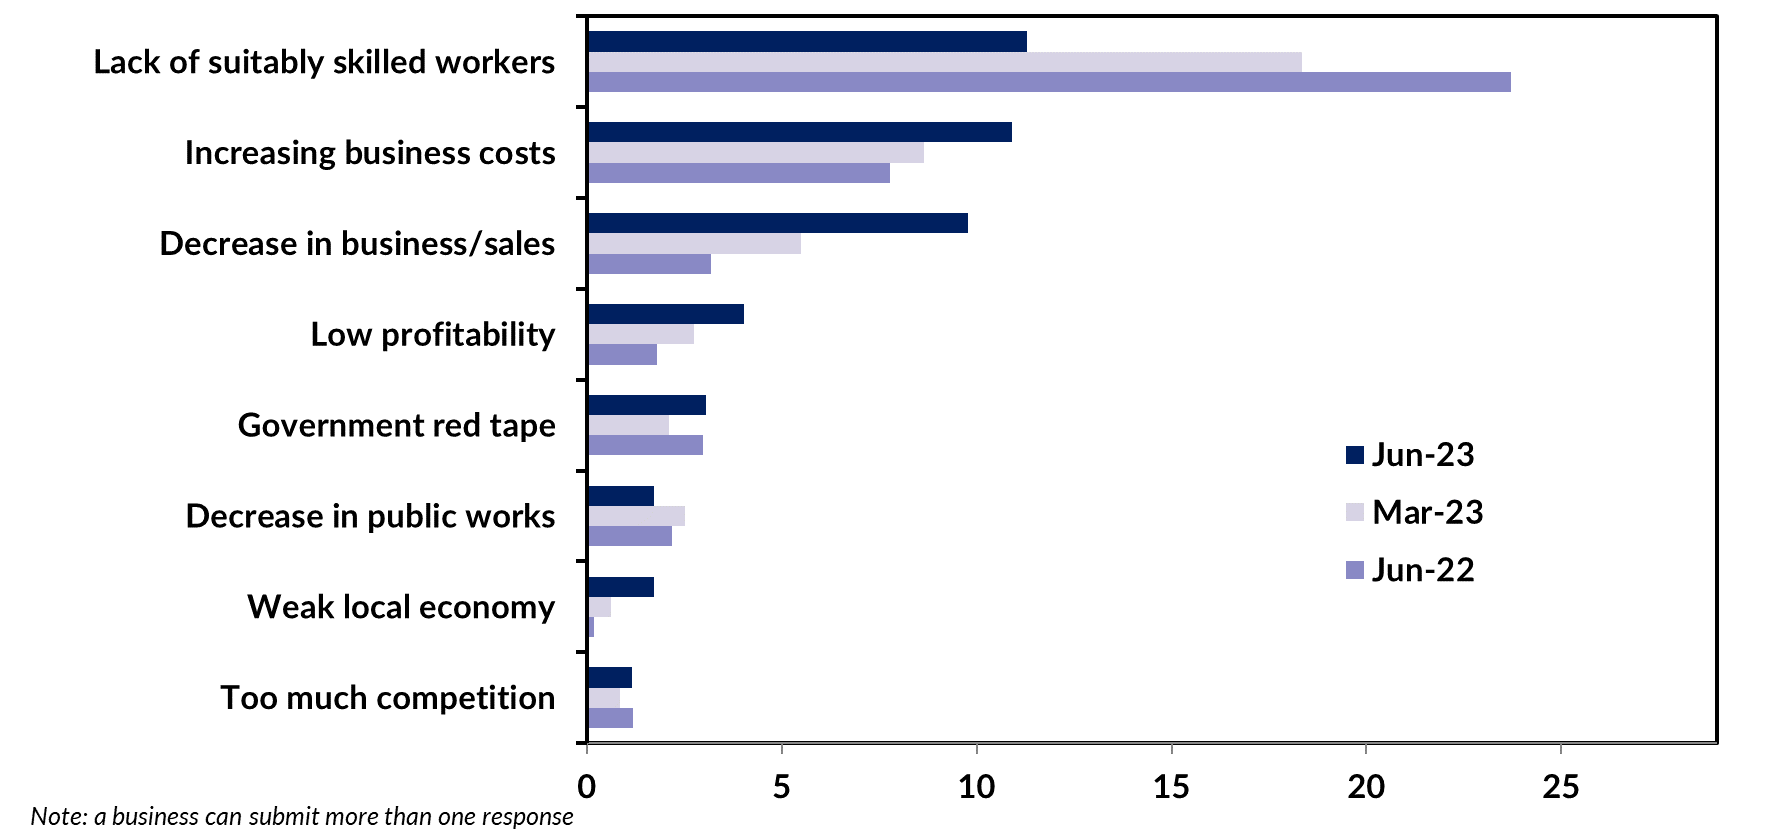 Lack of suitably skilled workers
Increasing business costs
Decrease in business/sales
Low profitability
Government red tape
Decrease in public works
Weak local economy
Too much competition
Jun-23
Mar-23
Jun-22
0 5 10 15 20 25
Note: a business can submit more than one response